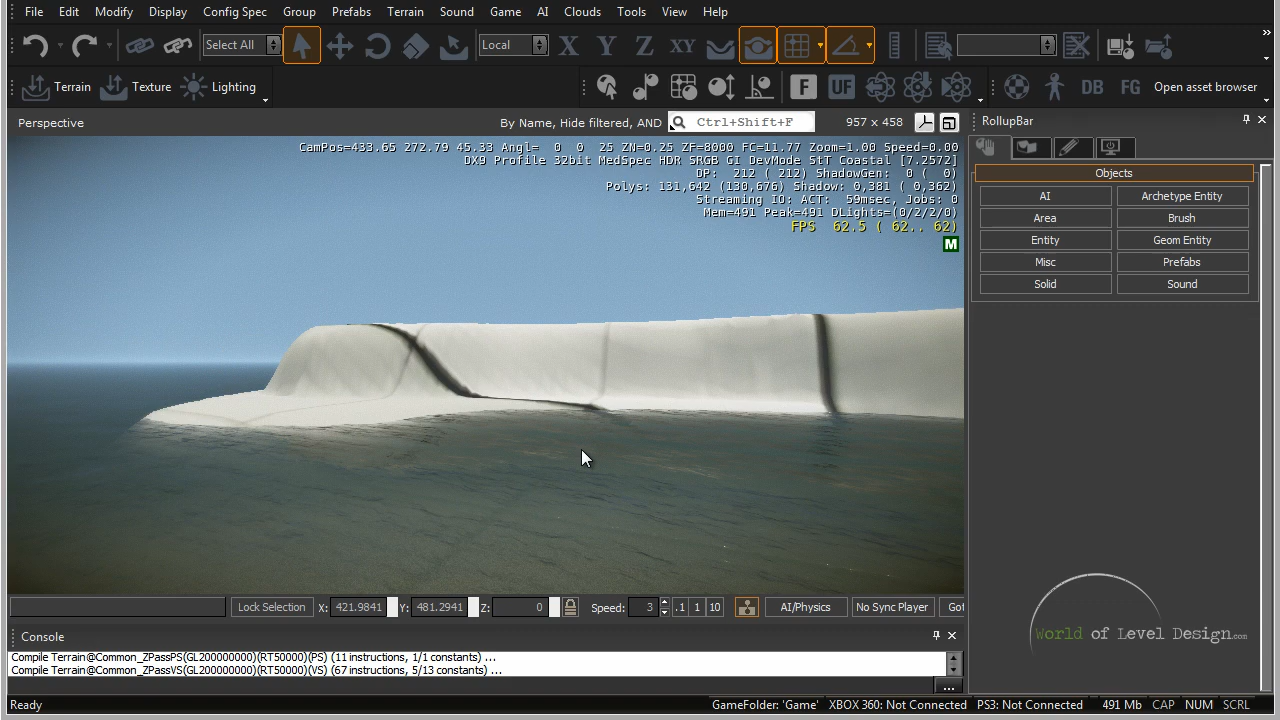 File Edit Modify Display Config Spec Group Prefabs Terrain Sound Game AI Clouds Tools View Help
Select All Local X Y Z XY
Terrain Texture Lighting F UF DB FG Open asset browser
Perspective By Name, Hide filtered, AND Ctrl+Shift+F 957 x 458
RollupBar
CamPos=433.65 272.79 45.33 Angl= 0 0 25 ZN=0.25 ZF=8000 FC=11.77 Zoom=1.00 Speed=0.00
DX9 Profile 32bit MedSpec HDR SRGB GI DevMode StT Coastal [7.2572]
DP: 212 ( 212) ShadowGen: 0 ( 0)
Polys: 131,642 (130,676) Shadow: 0,381 ( 0,362)
Streaming IO: ACT: 59msec, Jobs: 0
Mem=491 Peak=491 DLights=(0/2/2/0)
FPS 62.5 ( 62.. 62)
M
Objects
AI Archetype Entity
Area Brush
Entity Geom Entity
Misc Prefabs
Solid Sound
World of Level Design.com
Lock Selection X: 421.9841 Y: 481.2941 Z: 0 Speed: 3 .1 1 10 AI/Physics No Sync Player Got
Console
Compile Terrain@Common_ZPassPS(GL200000000)(RT50000)(PS) (11 instructions, 1/1 constants) ...
Compile Terrain@Common_ZPassVS(GL200000000)(RT50000)(VS) (67 instructions, 5/13 constants) ...
...
Ready GameFolder: 'Game' XBOX 360: Not Connected PS3: Not Connected 491 Mb CAP NUM SCRL